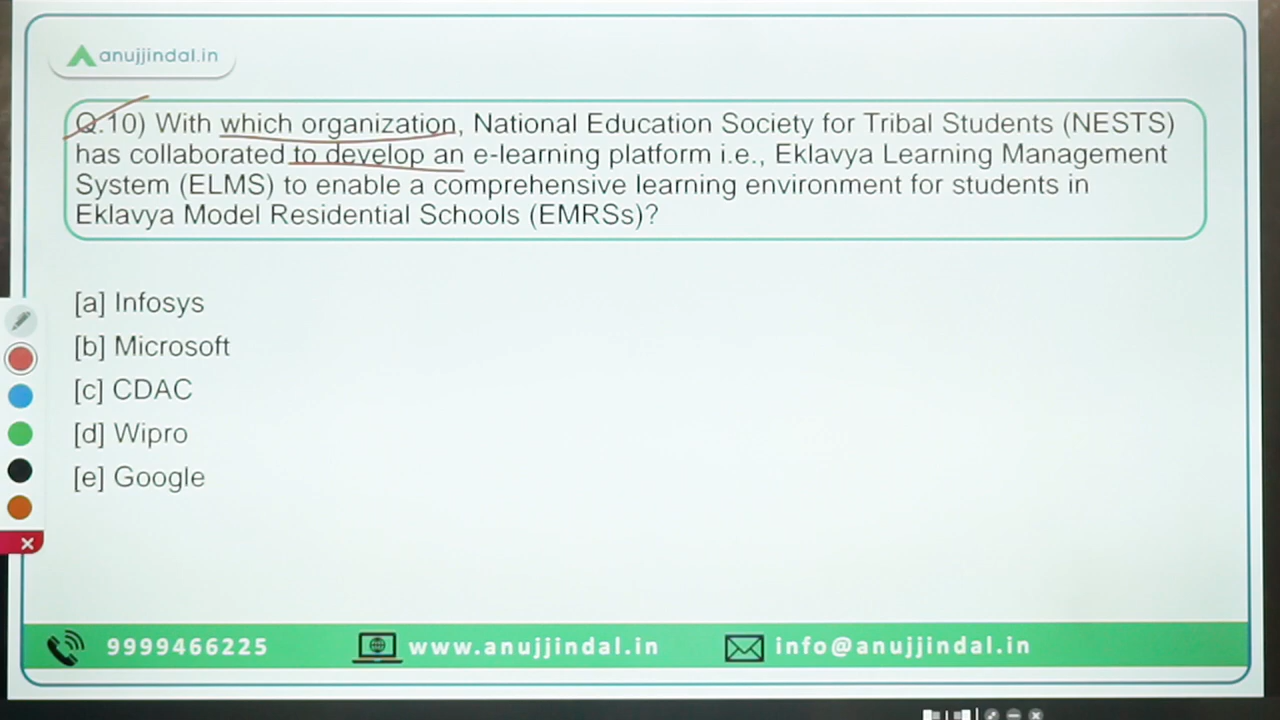 anujjindal.in
Q.10) With which organization, National Education Society for Tribal Students (NESTS)
has collaborated to develop an e-learning platform i.e., Eklavya Learning Management
System (ELMS) to enable a comprehensive learning environment for students in
Eklavya Model Residential Schools (EMRSs)?
[a] Infosys
[b] Microsoft
[c] CDAC
[d] Wipro
[e] Google
9999466225 www.anujjindal.in info@anujjindal.in